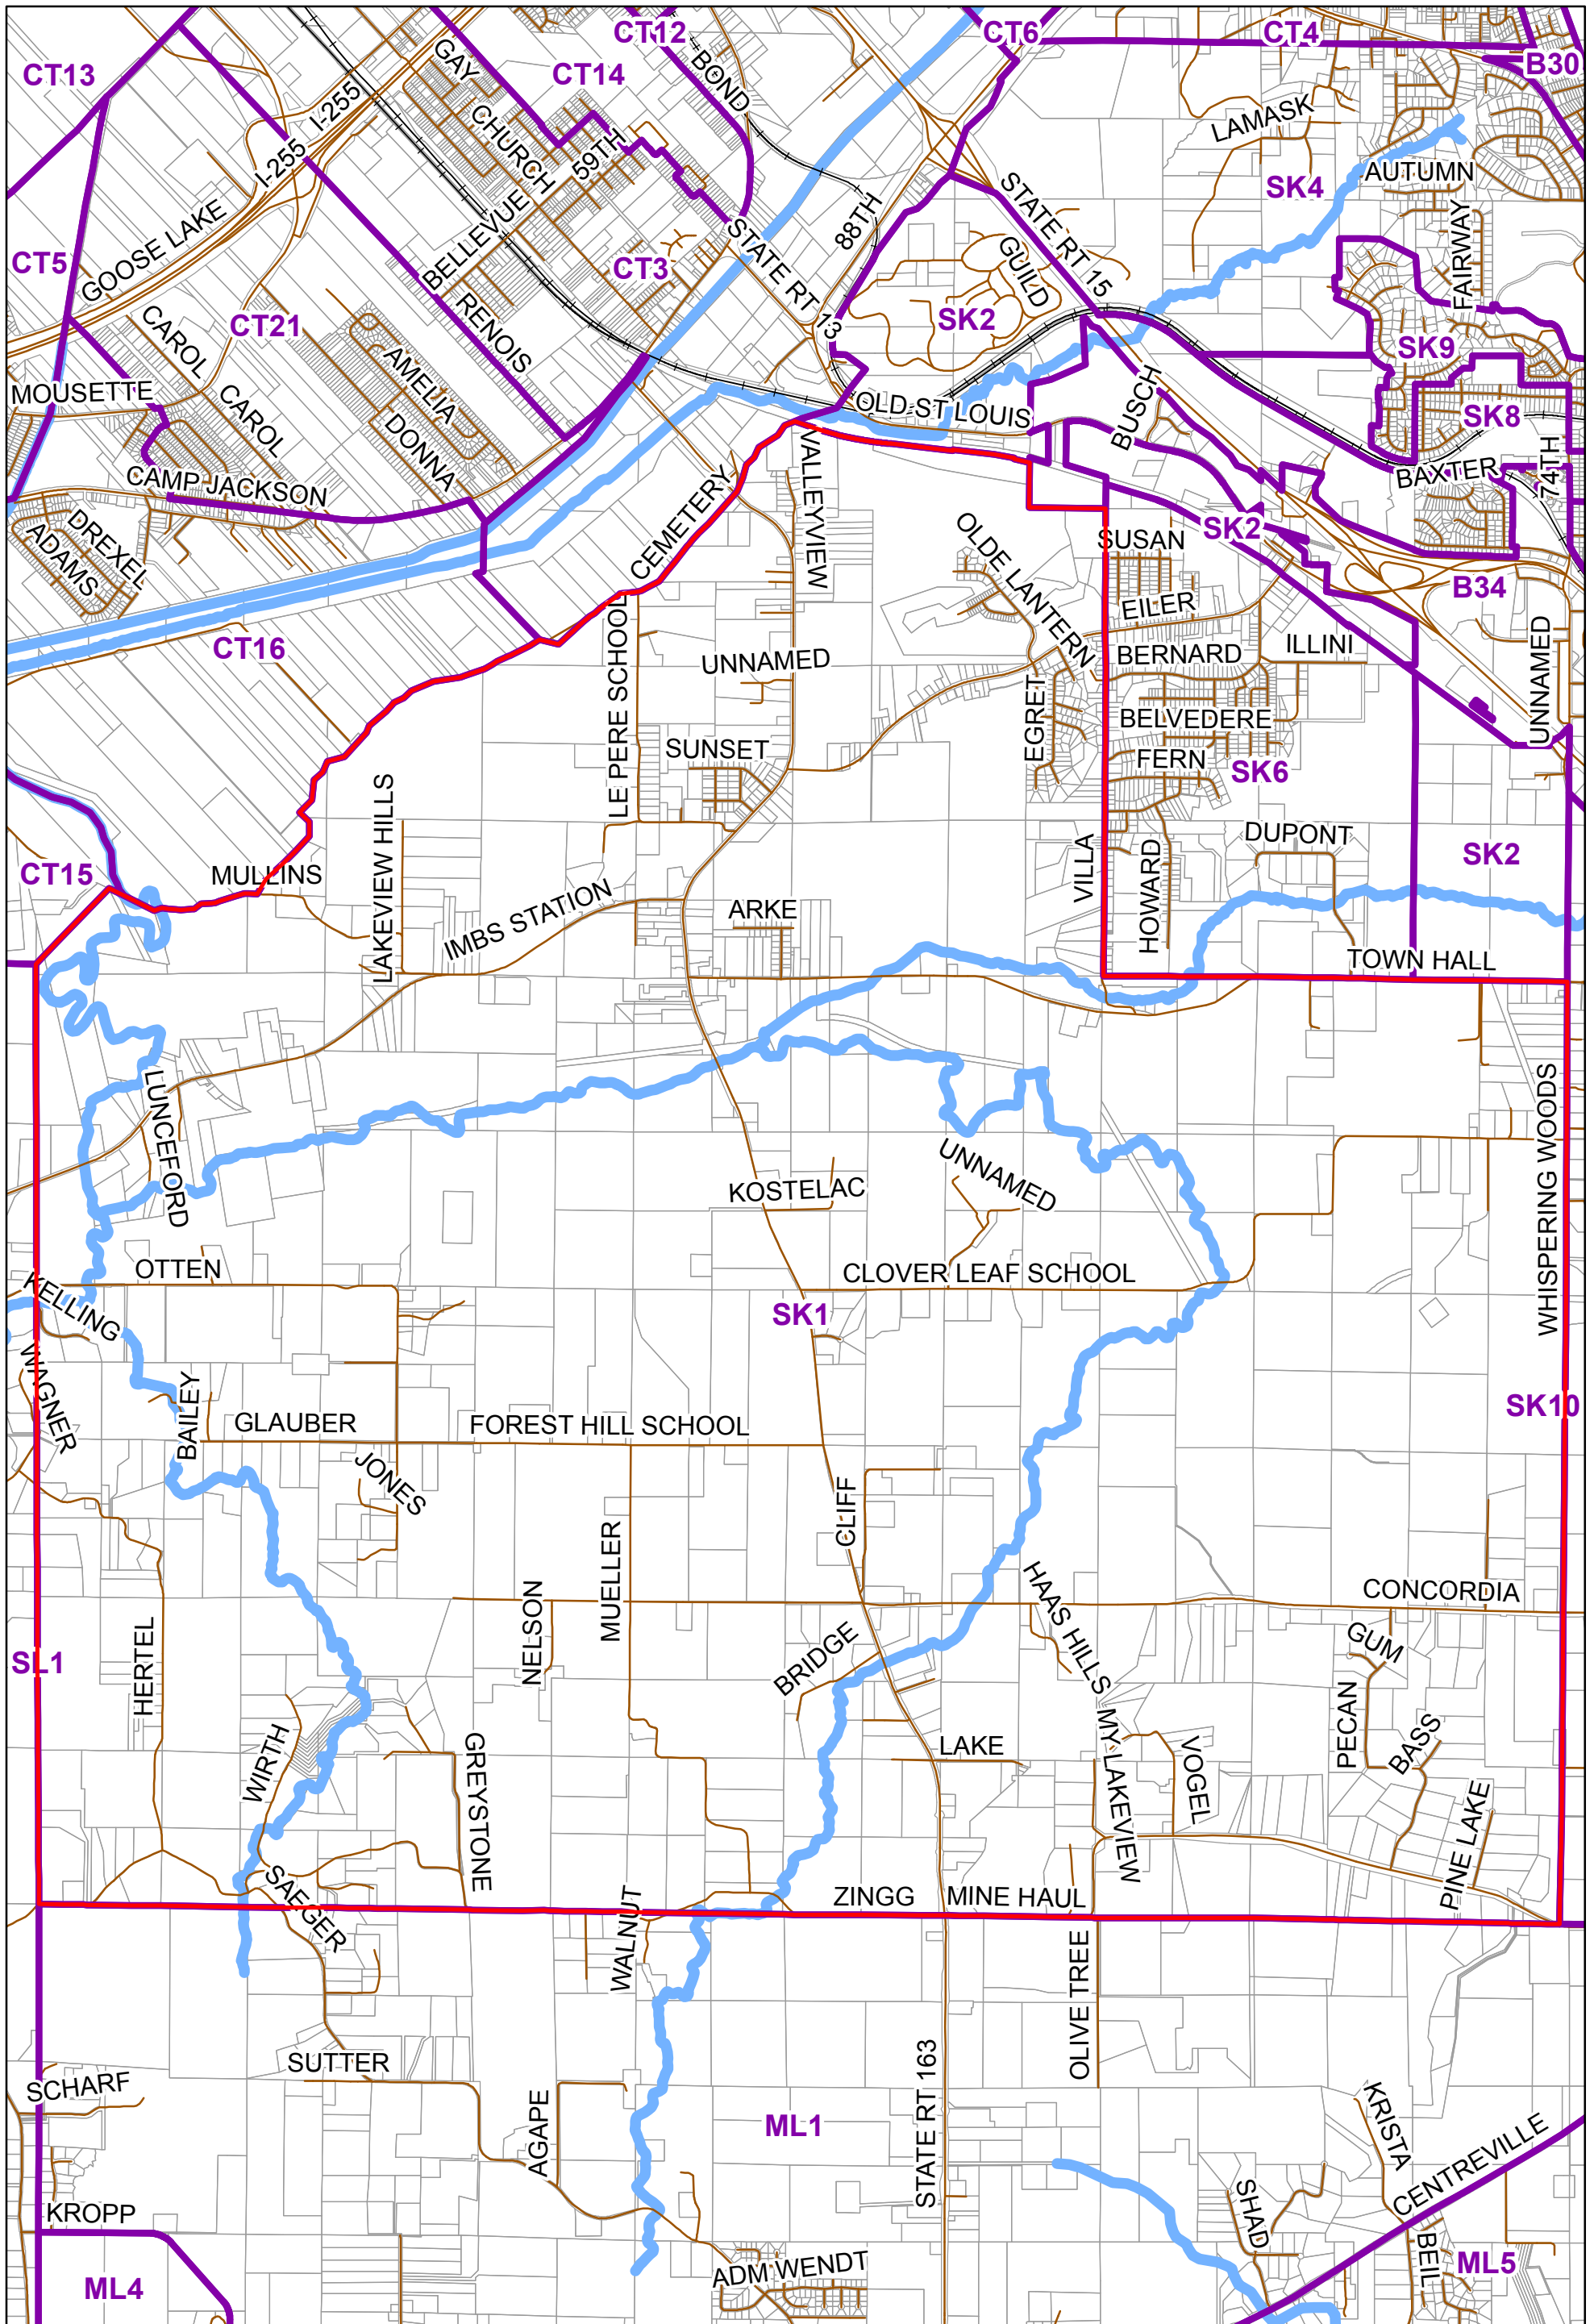 CT12
CT6
CT4
CT13
GAY
CT14
BOND
B30
I-255
CHURCH
LAMASK
I-255
59TH
AUTUMN
SK4
GOOSE LAKE
BELLEVUE
88TH
STATE RT 15
FAIRWAY
CT5
CT3
STATE RT 13
GUILD
CAROL
CT21
RENOIS
SK2
SK9
MOUSETTE
AMELIA
CAROL
DONNA
OLD ST LOUIS
BUSCH
SK8
CAMP JACKSON
CEMETERY
VALLEYVIEW
BAXTER
74TH
DREXEL
ADAMS
OLDE LANTERN
SUSAN
SK2
EILER
B34
CT16
LE PERE SCHOOL
UNNAMED
BERNARD
ILLINI
UNNAMED
EGRET
BELVEDERE
SUNSET
FERN
SK6
LAKEVIEW HILLS
DUPONT
SK2
CT15
MULLINS
VILLA
HOWARD
IMBS STATION
ARKE
TOWN HALL
LUNCEFORD
WHISPERING WOODS
UNNAMED
KOSTELAC
OTTEN
CLOVER LEAF SCHOOL
KELLING
SK1
WAGNER
BAILEY
GLAUBER
FOREST HILL SCHOOL
SK10
JONES
CLIFF
MUELLER
NELSON
HAAS HILLS
CONCORDIA
HERTEL
BRIDGE
GUM
SL1
PECAN
WIRTH
GREYSTONE
LAKE
MY LAKEVIEW
VOGEL
BASS
PINE LAKE
SAEGER
WALNUT
ZINGG
MINE HAUL
OLIVE TREE
SUTTER
STATE RT 163
SCHARF
AGAPE
ML1
KRISTA
CENTREVILLE
KROPP
SHAD
BEIL
ML5
ML4
ADM WENDT